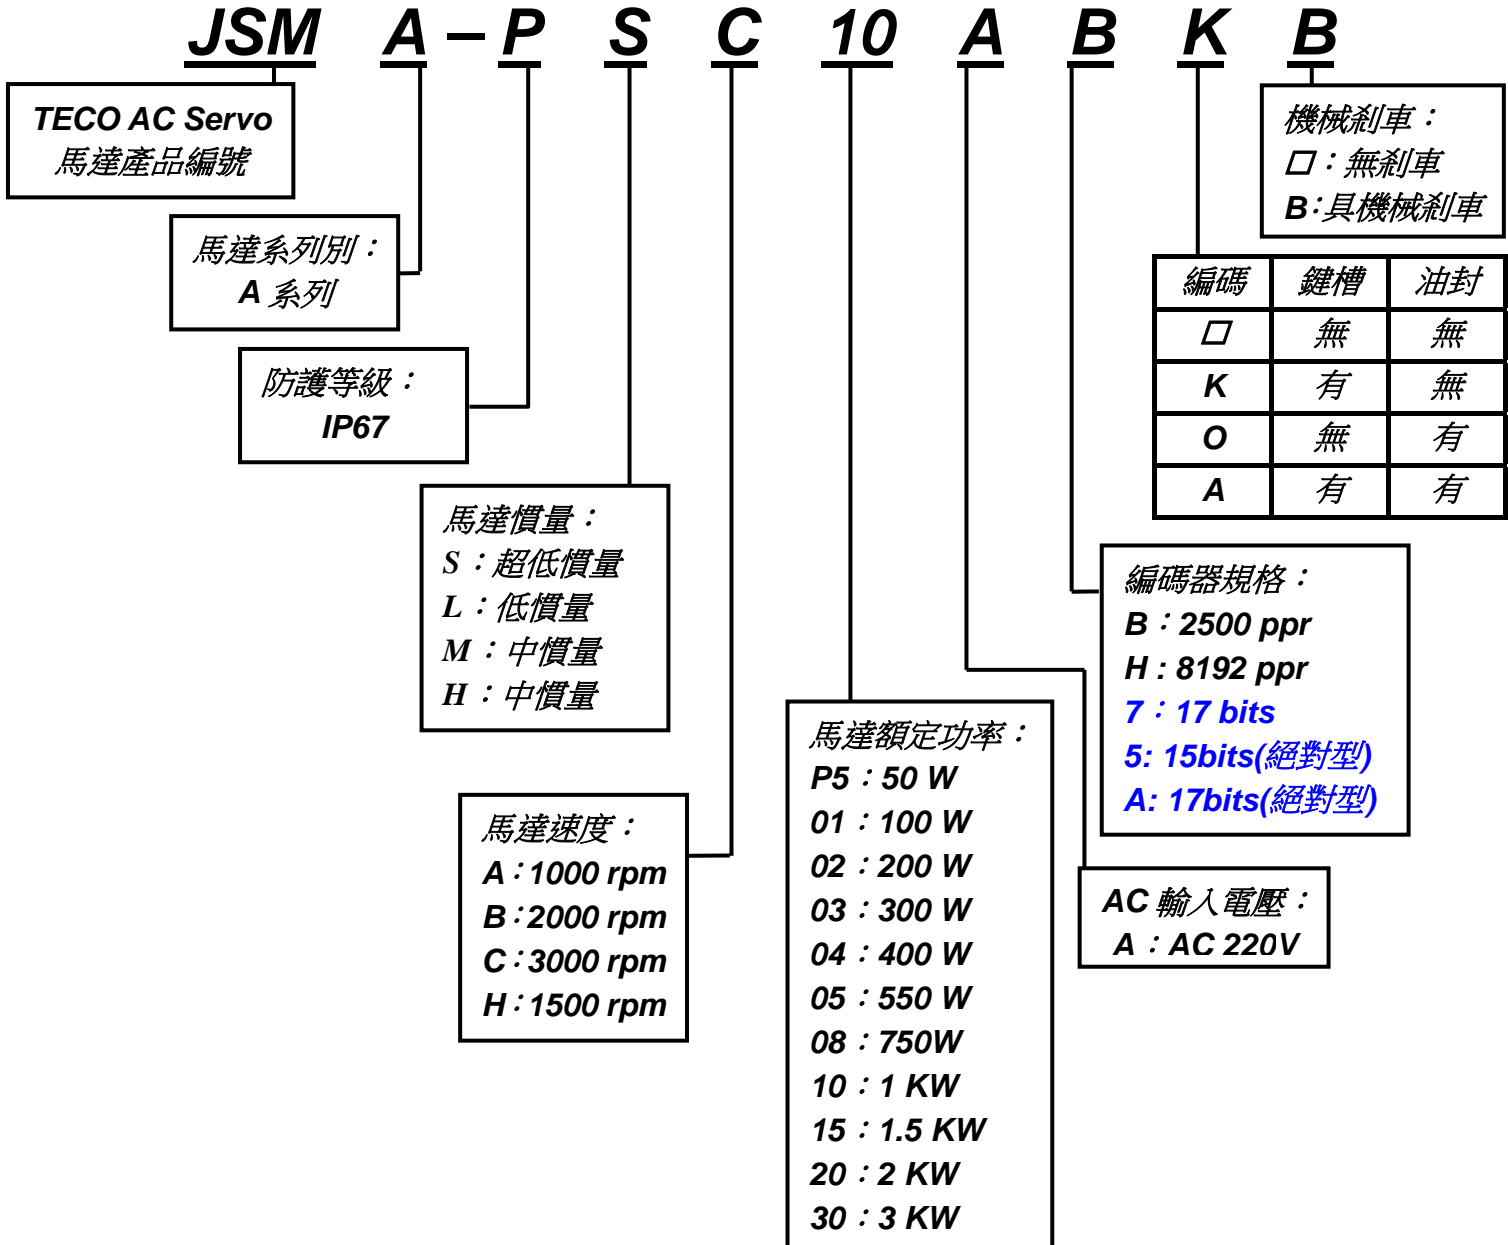 JSM A – P S C 10 A B K B
TECO AC Servo
馬達產品編號
馬達系列別：
A 系列
防護等級：
IP67
馬達慣量：
S：超低慣量
L：低慣量
M：中慣量
H：中慣量
馬達速度：
A：1000 rpm
B：2000 rpm
C：3000 rpm
H：1500 rpm
馬達額定功率：
P5：50 W
01：100 W
02：200 W
03：300 W
04：400 W
05：550 W
08：750W
10：1 KW
15：1.5 KW
20：2 KW
30：3 KW
AC 輸入電壓：
A：AC 220V
編碼器規格：
B：2500 ppr
H : 8192 ppr
7：17 bits
5: 15bits(絕對型)
A: 17bits(絕對型)
編碼 鍵槽 油封
□ 無 無
K 有 無
O 無 有
A 有 有
機械剎車：
□：無剎車
B：具機械剎車